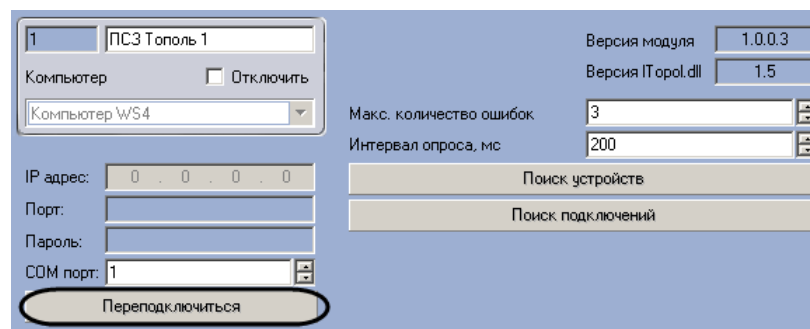 1 ПСЗ Тополь 1
Компьютер Отключить
Компьютер WS4
IP адрес: 0 . 0 . 0 . 0
Порт:
Пароль:
COM порт: 1
Переподключиться
Версия модуля 1.0.0.3
Версия ITopol.dll 1.5
Макс. количество ошибок 3
Интервал опроса, мс 200
Поиск устройств
Поиск подключений